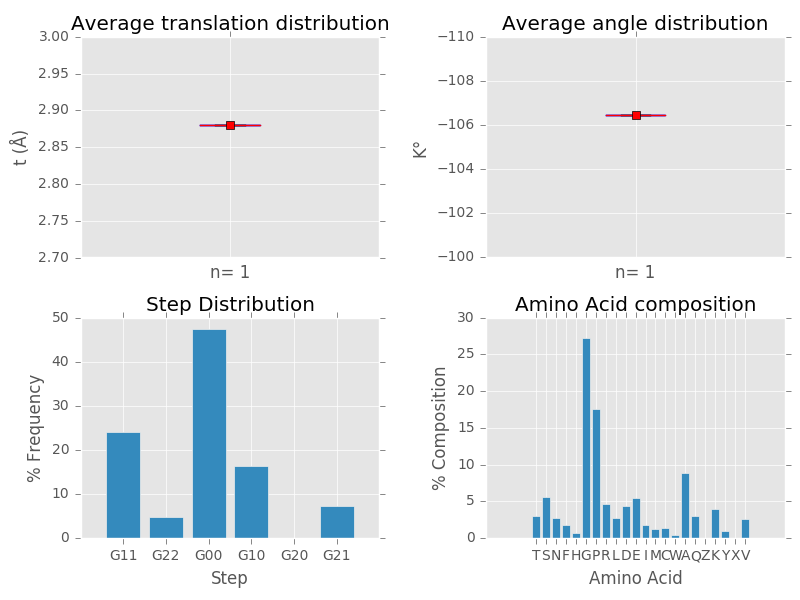 Average translation distribution
3.00
2.95
2.90
2.85
2.80
2.75
2.70
t (Å)
n= 1
Average angle distribution
−110
−108
−106
−104
−102
−100
K°
n= 1
Step Distribution
50
40
30
20
10
0
% Frequency
G11 G22 G00 G10 G20 G21
Step
Amino Acid composition
30
25
20
15
10
5
0
% Composition
T S N F H G P R L D E I M C W A Q Z K Y X V
Amino Acid